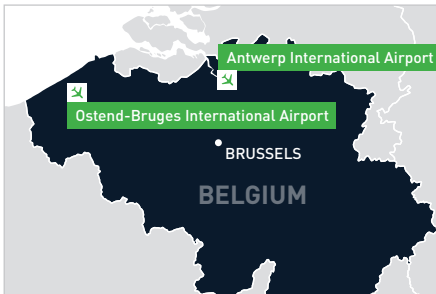 Antwerp International Airport
Ostend-Bruges International Airport
BRUSSELS
BELGIUM